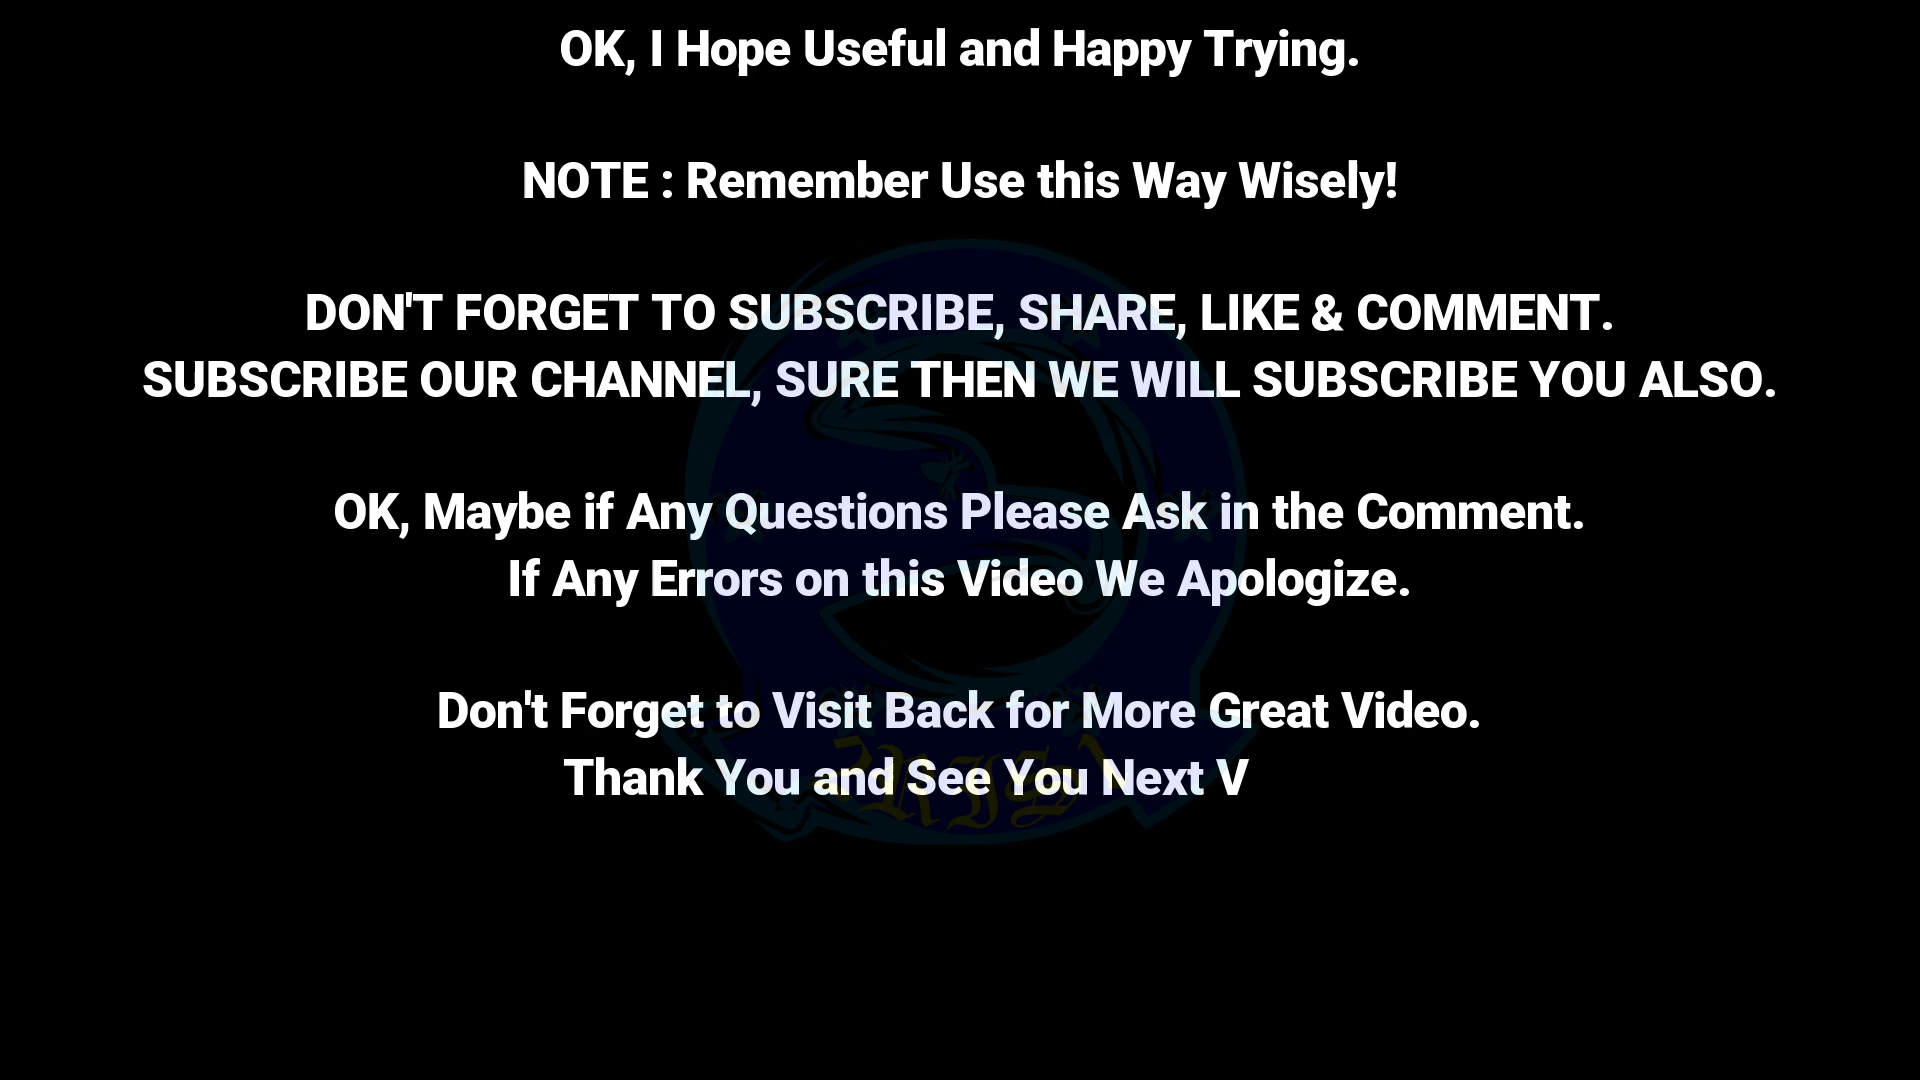 OK, I Hope Useful and Happy Trying.
NOTE : Remember Use this Way Wisely!
DON'T FORGET TO SUBSCRIBE, SHARE, LIKE & COMMENT.
SUBSCRIBE OUR CHANNEL, SURE THEN WE WILL SUBSCRIBE YOU ALSO.
OK, Maybe if Any Questions Please Ask in the Comment.
If Any Errors on this Video We Apologize.
Don't Forget to Visit Back for More Great Video.
Thank You and See You Next V